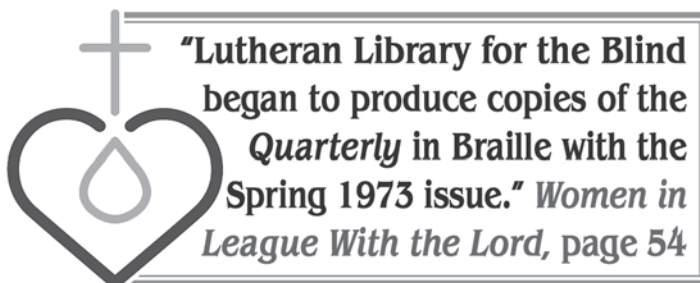 “Lutheran Library for the Blind
began to produce copies of the
Quarterly in Braille with the
Spring 1973 issue.” Women in
League With the Lord, page 54